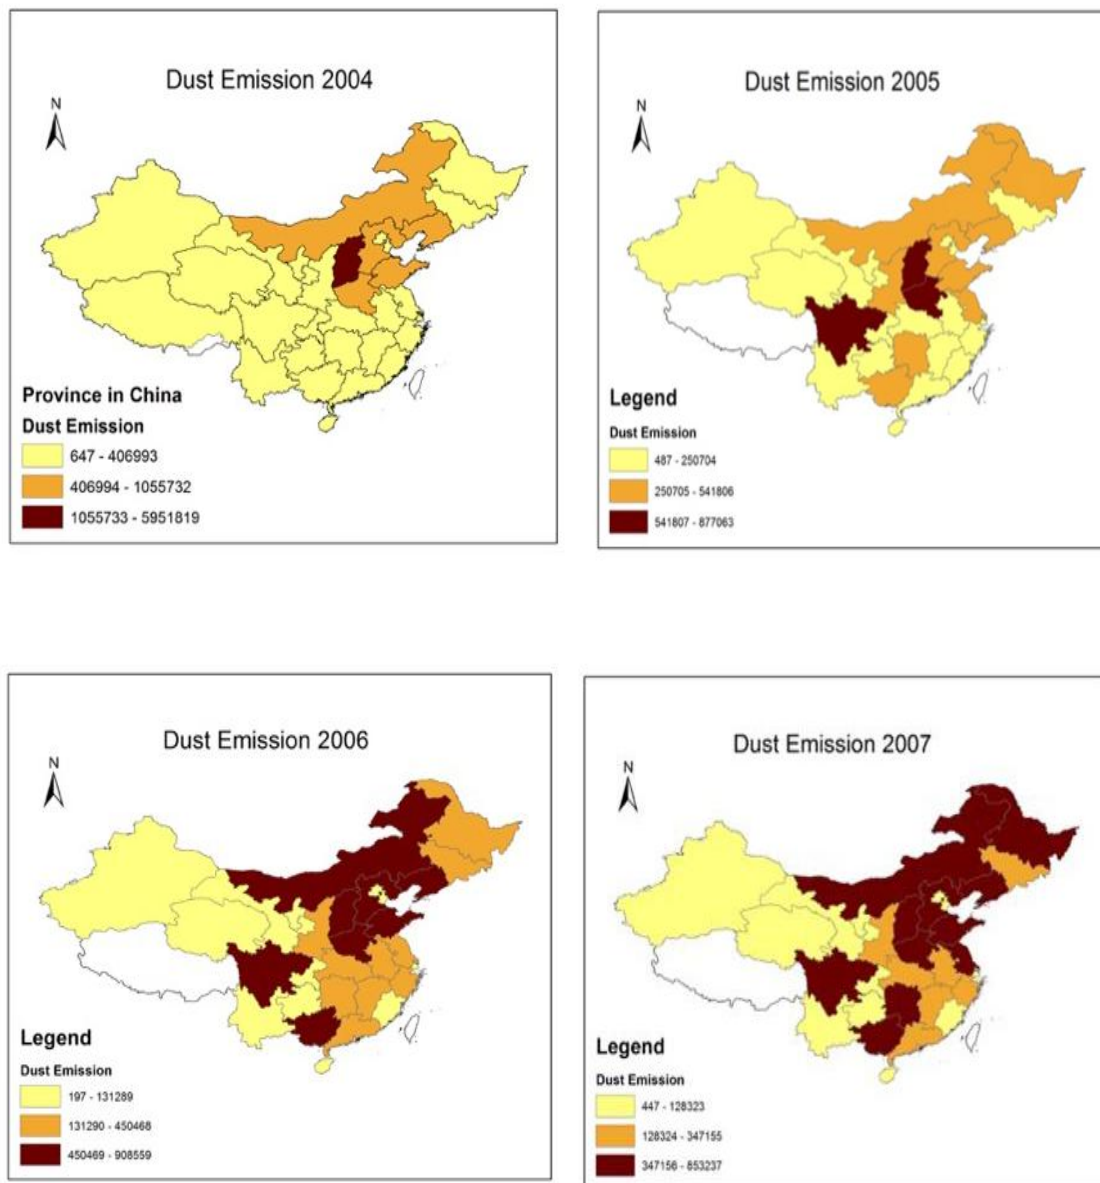 Dust Emission 2004
N
Province in China
Dust Emission
647 - 406993
406994 - 1055732
1055733 - 5951819
Dust Emission 2005
N
Legend
Dust Emission
487 - 250704
250705 - 541806
541807 - 877063
Dust Emission 2006
N
Legend
Dust Emission
197 - 131289
131290 - 450468
450469 - 908559
Dust Emission 2007
N
Legend
Dust Emission
447 - 128323
128324 - 347155
347156 - 853237